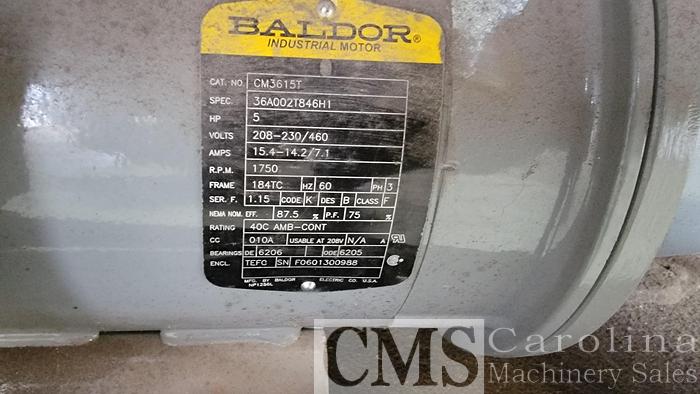 BALDOR®
INDUSTRIAL MOTOR
CAT. NO. CM3615T
SPEC. 36A002T846H1
HP 5
VOLTS 208-230/460
AMPS 15.4-14.2/7.1
R.P.M. 1750
FRAME 184TC HZ 60 PH 3
SER. F. 1.15 CODE K DES B CLASS F
NEMA NOM. EFF. 87.5 % P.F. 75 %
RATING 40C AMB-CONT
CC 010A USABLE AT 208V N/A A
BEARINGS DE 6206 ODE 6205
ENCL. TEFC SN F0601300988
MFG. BY BALDOR ELECTRIC CO. U.S.A.
NP1256L
CMS Carolina
Machinery Sales